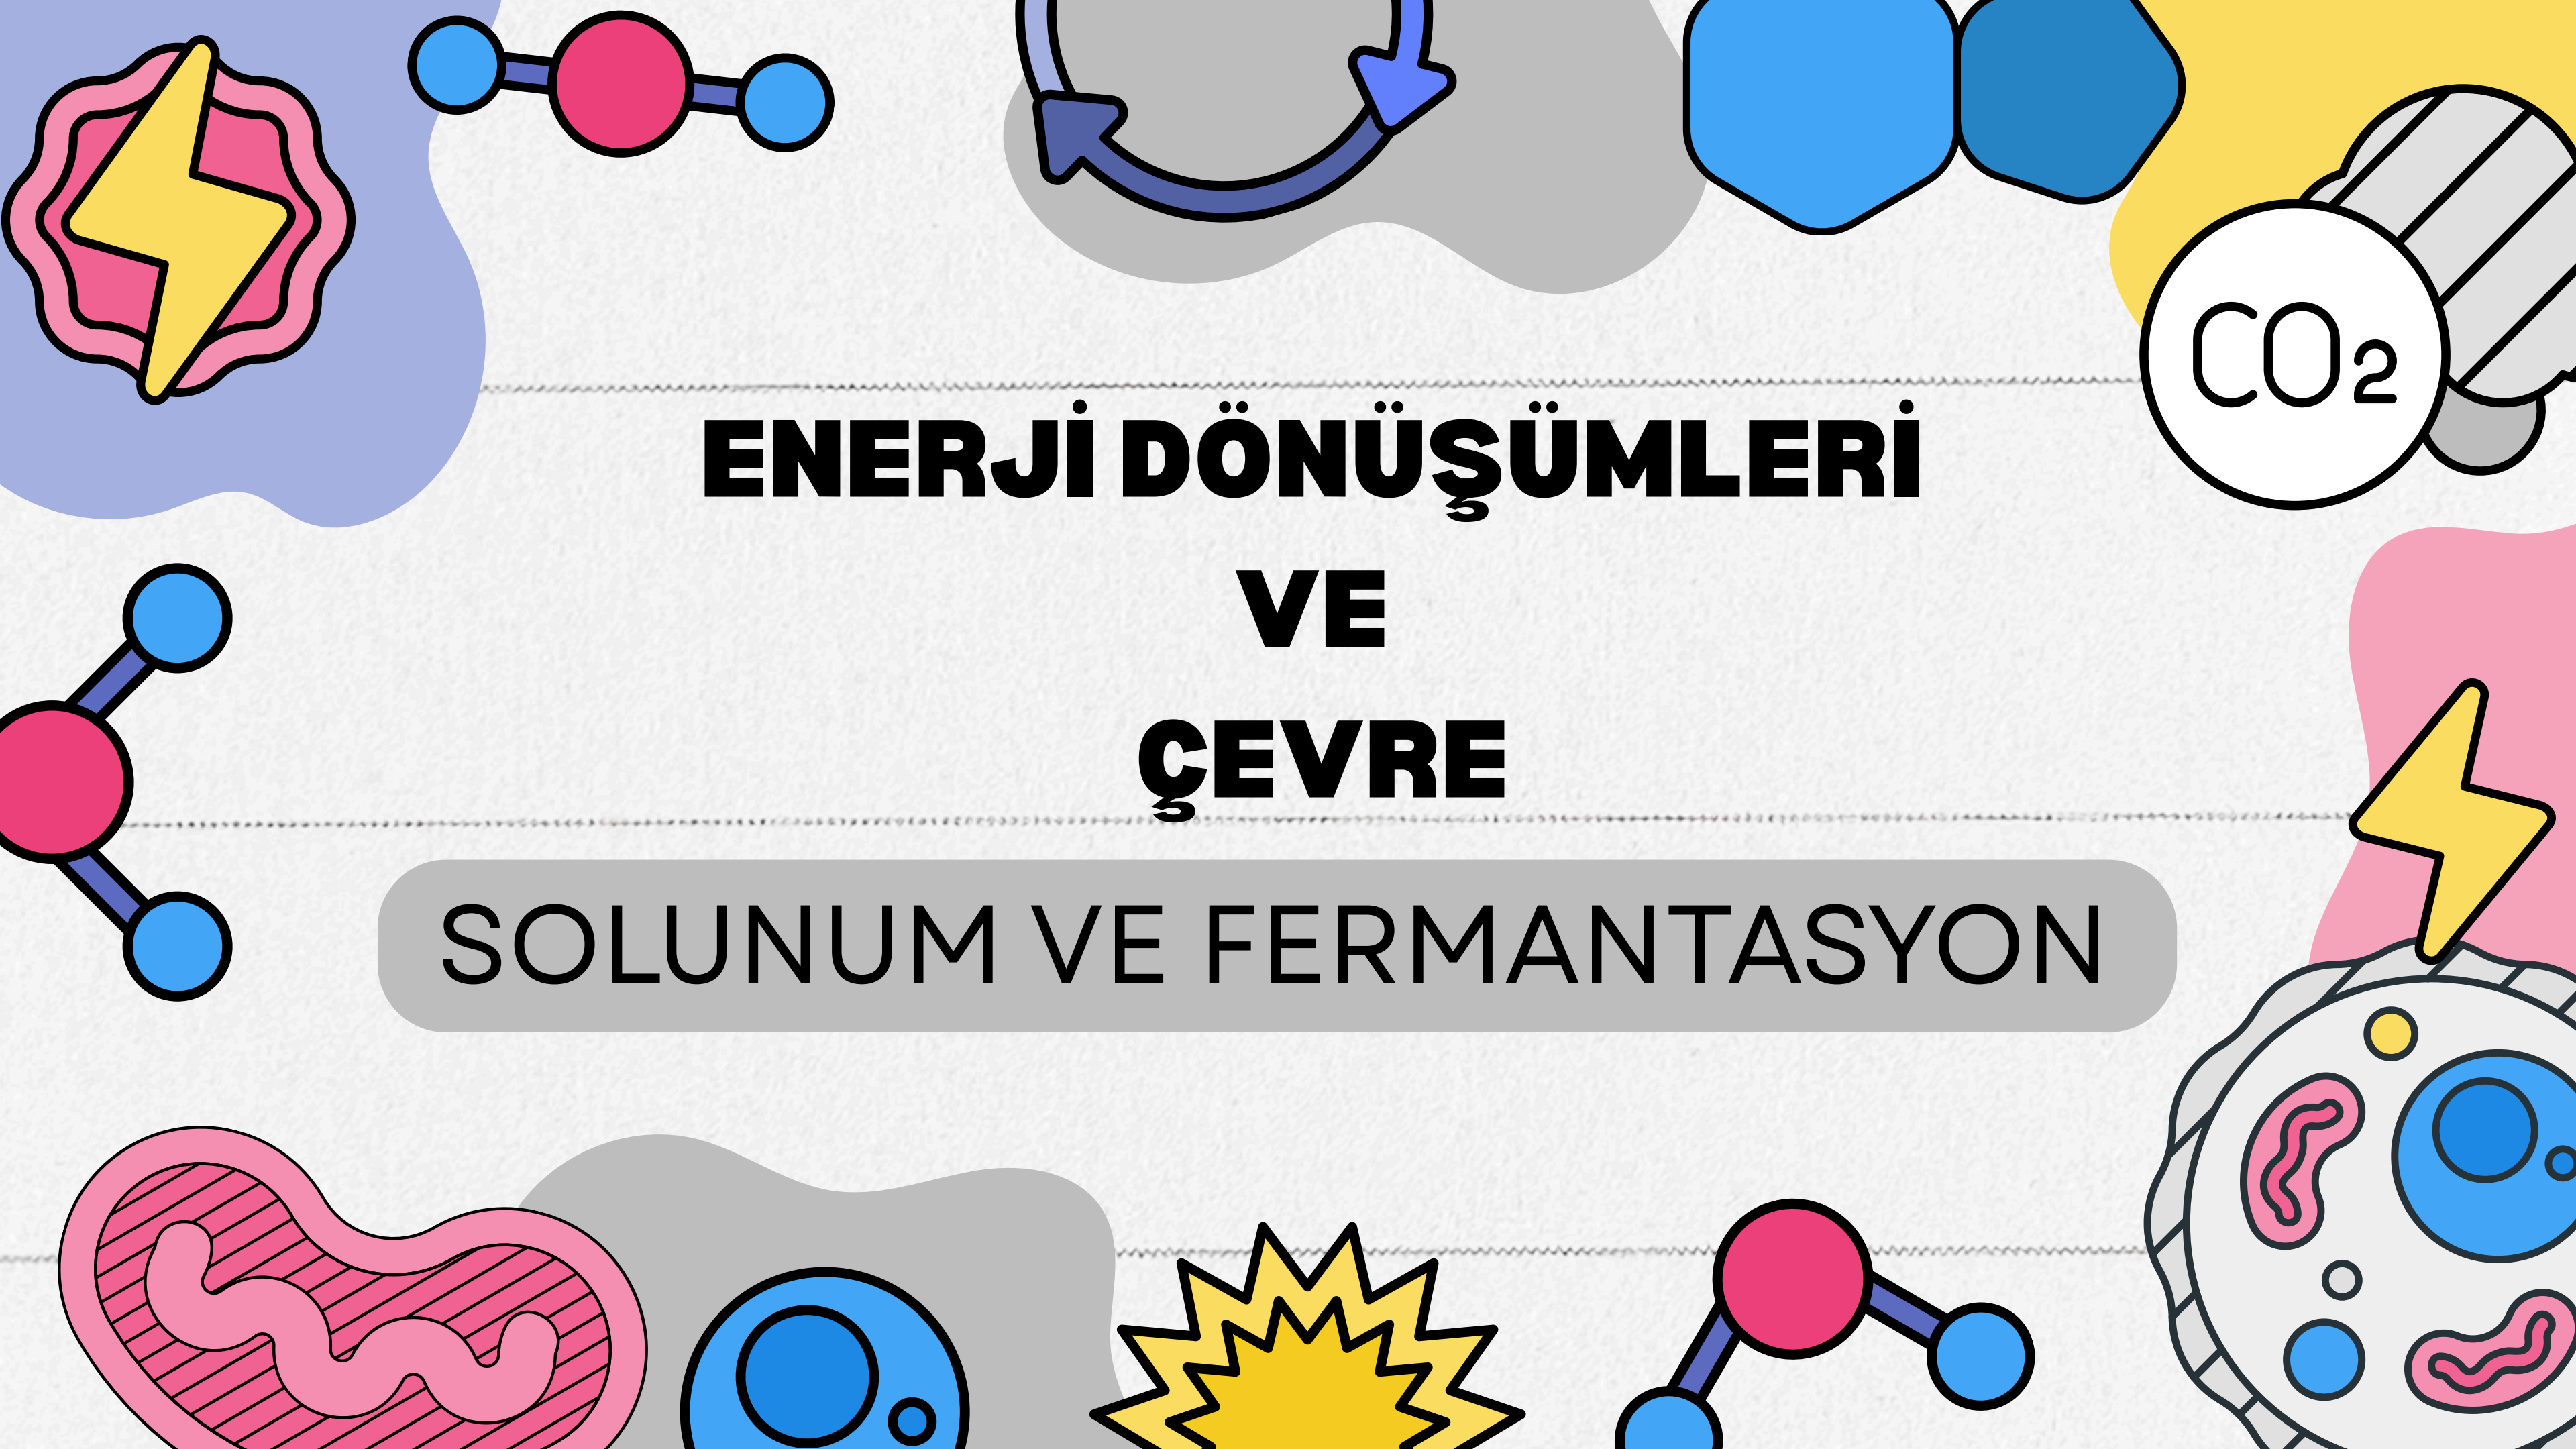 CO₂
ENERJİ DÖNÜŞÜMLERİ
VE
ÇEVRE
SOLUNUM VE FERMANTASYON